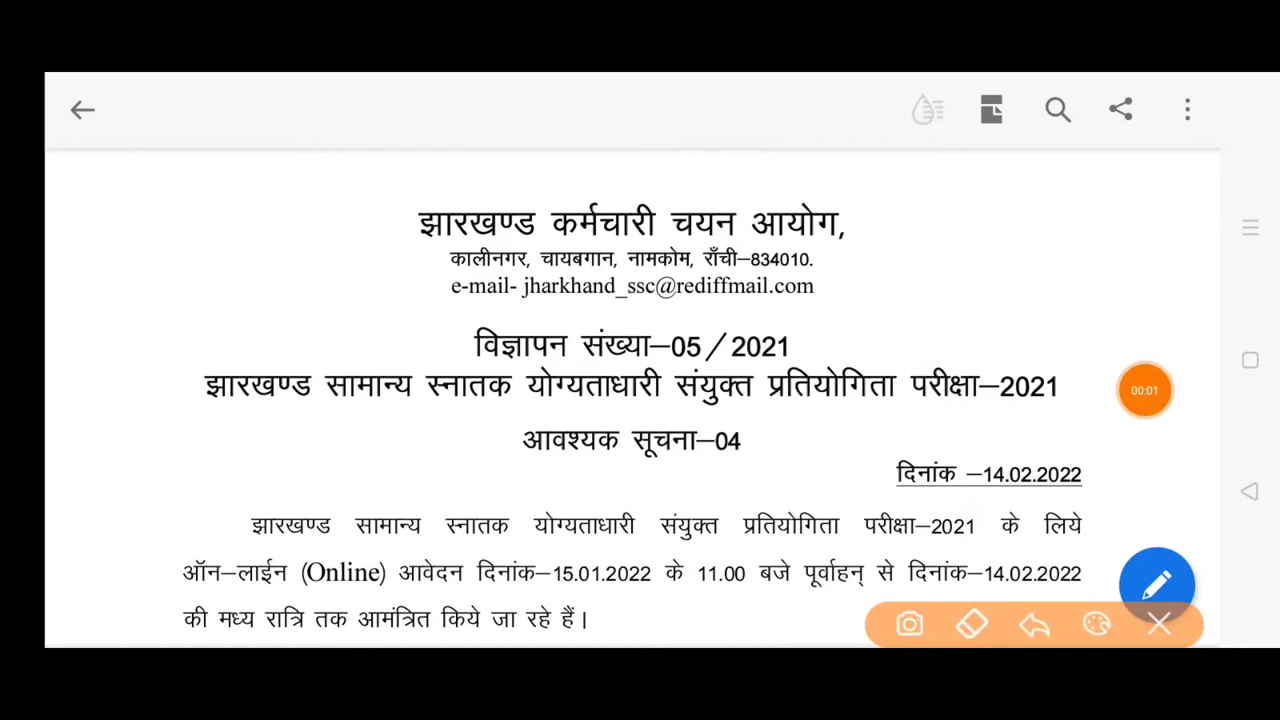 झारखण्ड कर्मचारी चयन आयोग,
कालीनगर, चायबगान, नामकोम, राँची–834010.
e-mail- jharkhand_ssc@rediffmail.com
विज्ञापन संख्या–05/2021
झारखण्ड सामान्य स्नातक योग्यताधारी संयुक्त प्रतियोगिता परीक्षा–2021
00:01
आवश्यक सूचना–04
दिनांक –14.02.2022
झारखण्ड सामान्य स्नातक योग्यताधारी संयुक्त प्रतियोगिता परीक्षा–2021 के लिये
ऑन–लाईन (Online) आवेदन दिनांक–15.01.2022 के 11.00 बजे पूर्वाहन् से दिनांक–14.02.2022
की मध्य रात्रि तक आमंत्रित किये जा रहे हैं।